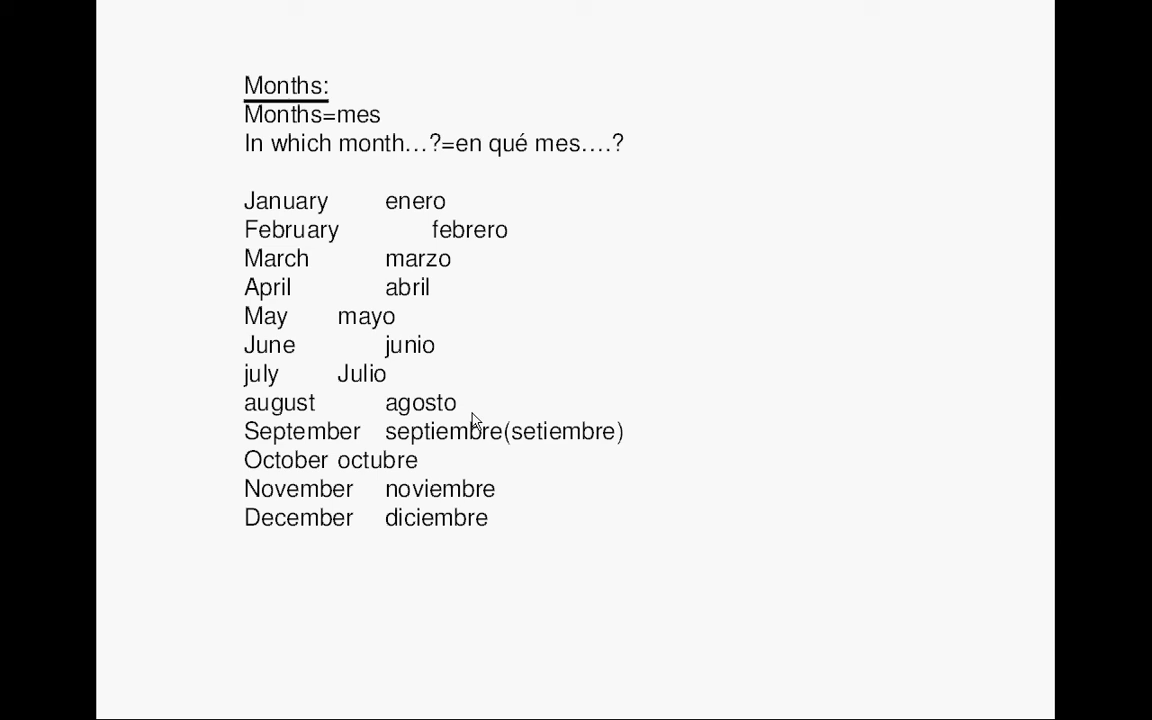 Months:
Months=mes
In which month…?=en qué mes….?
January enero
February febrero
March marzo
April abril
May mayo
June junio
july Julio
august agosto
September septiembre(setiembre)
October octubre
November noviembre
December diciembre